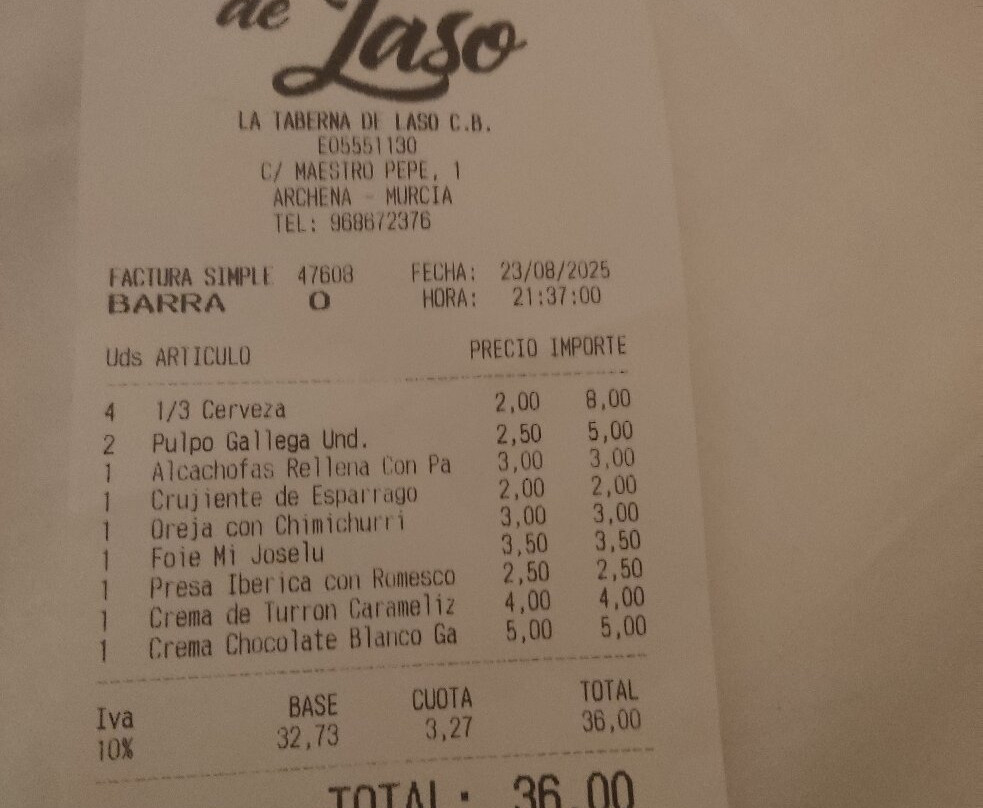 de Laso
LA TABERNA DE LASO C.B.
E05551130
C/ MAESTRO PEPE, 1
ARCHENA - MURCIA
TEL: 968672376
FACTURA SIMPLE 47608 FECHA: 23/08/2025
BARRA 0 HORA: 21:37:00
Uds ARTICULO PRECIO IMPORTE
4 1/3 Cerveza 2,00 8,00
2 Pulpo Gallega Und. 2,50 5,00
1 Alcachofas Rellena Con Pa 3,00 3,00
1 Crujiente de Esparrago 2,00 2,00
1 Oreja con Chimichurri 3,00 3,00
1 Foie Mi Joselu 3,50 3,50
1 Presa Iberica con Romesco 2,50 2,50
1 Crema de Turron Carameliz 4,00 4,00
1 Crema Chocolate Blanco Ga 5,00 5,00
Iva BASE CUOTA TOTAL
10% 32,73 3,27 36,00
TOTAL: 36,00